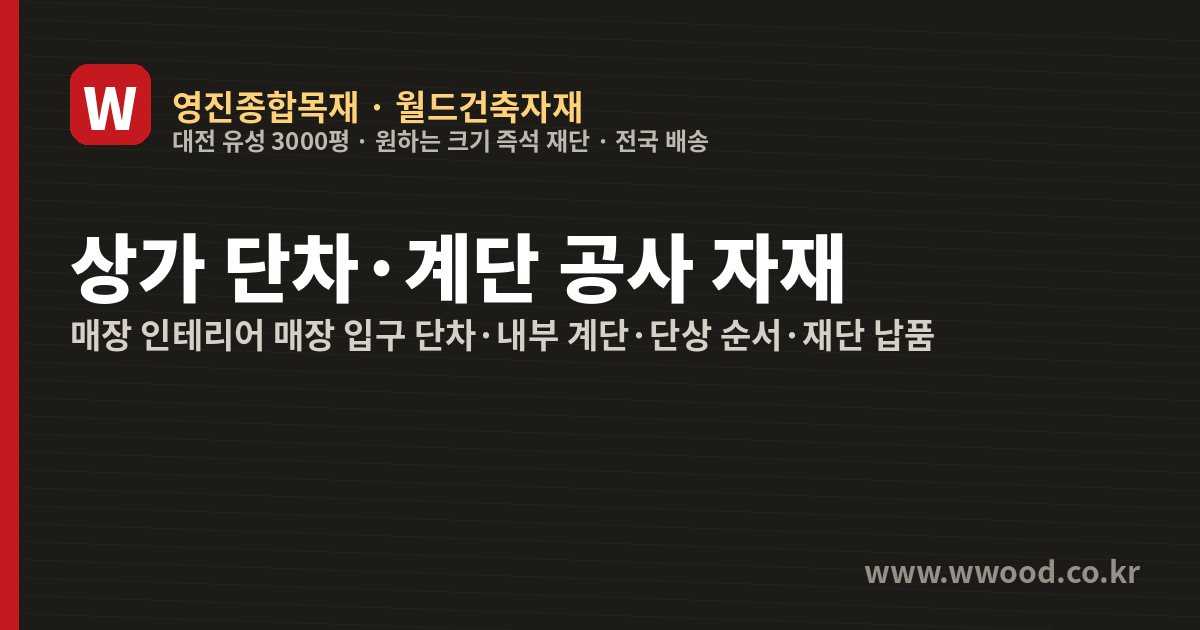 W
영진종합목재 · 월드건축자재
대전 유성 3000평 · 원하는 크기 즉석 재단 · 전국 배송
상가 단차·계단 공사 자재
매장 인테리어 매장 입구 단차·내부 계단·단상 순서·재단 납품
www.wwood.co.kr